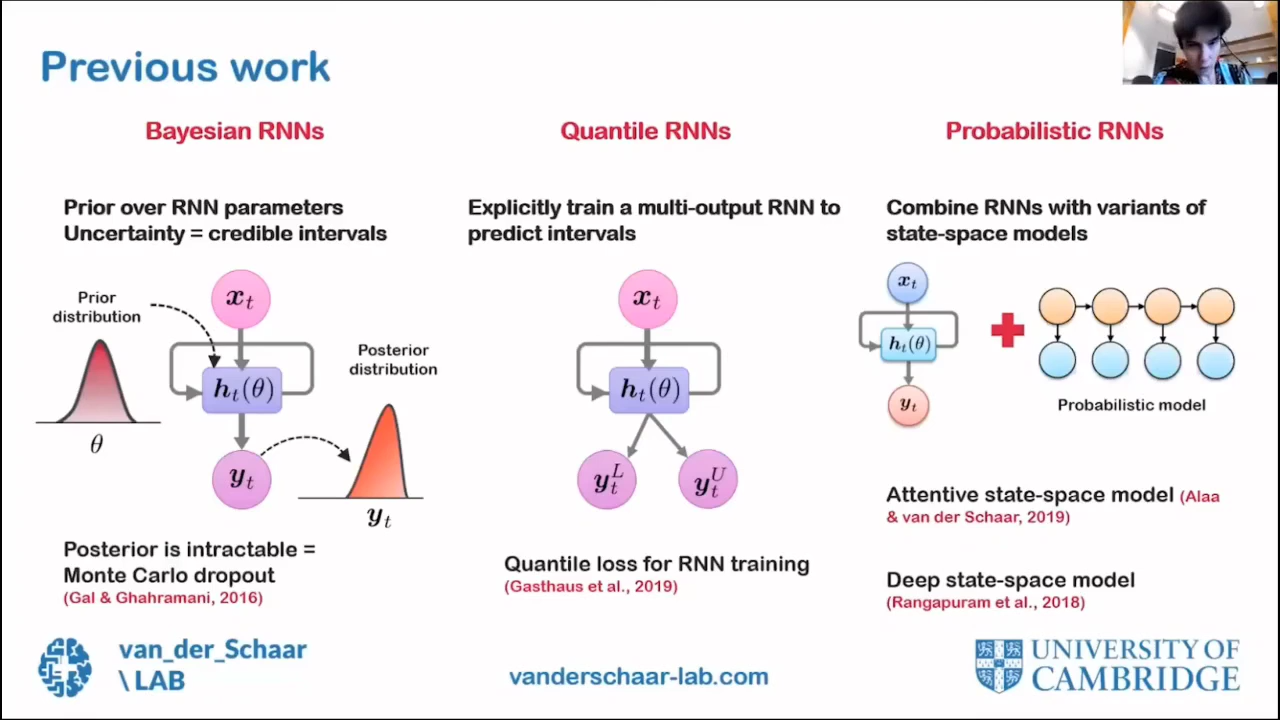 Previous work
Bayesian RNNs
Prior over RNN parameters
Uncertainty = credible intervals
Prior
distribution
θ
x_t
h_t(θ)
y_t
Posterior
distribution
y_t
Posterior is intractable =
Monte Carlo dropout
(Gal & Ghahramani, 2016)
Quantile RNNs
Explicitly train a multi-output RNN to
predict intervals
x_t
h_t(θ)
y_t^L
y_t^U
Quantile loss for RNN training
(Gasthaus et al., 2019)
Probabilistic RNNs
Combine RNNs with variants of
state-space models
x_t
h_t(θ)
y_t
Probabilistic model
Attentive state-space model (Alaa
& van der Schaar, 2019)
Deep state-space model
(Rangapuram et al., 2018)
van_der_Schaar
\ LAB
vanderschaar-lab.com
UNIVERSITY OF
CAMBRIDGE